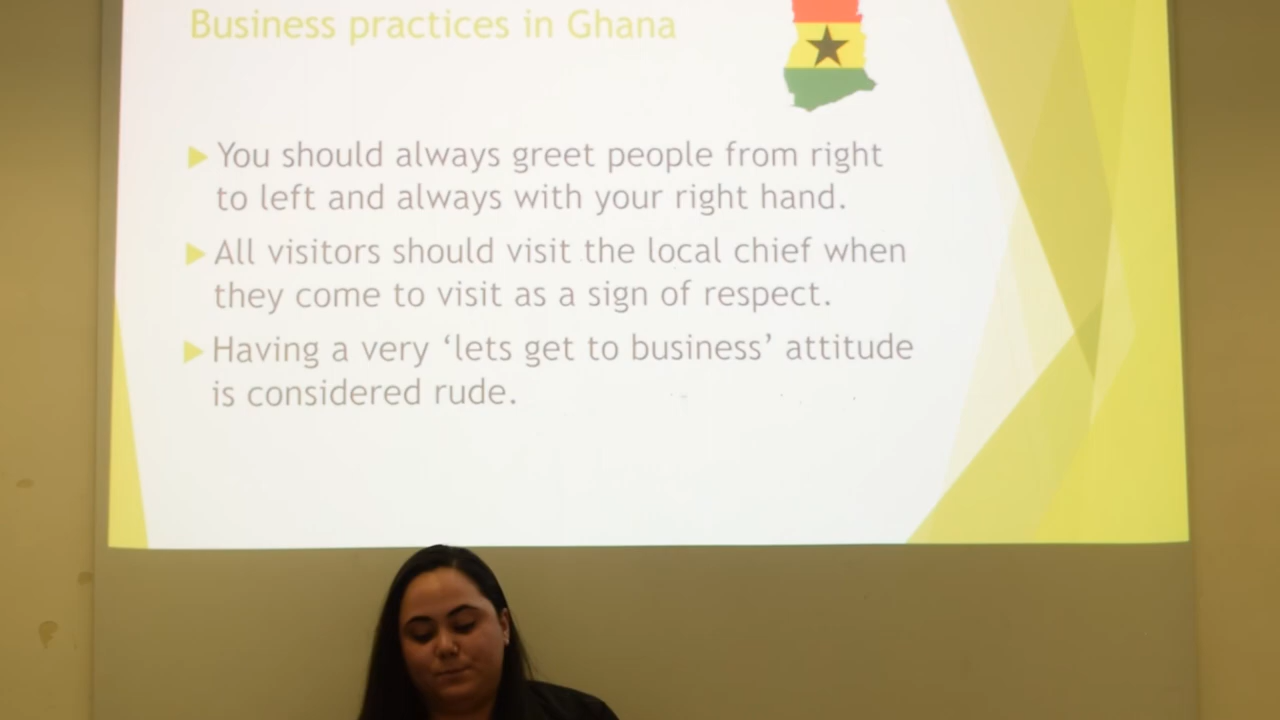 Business practices in Ghana
You should always greet people from right
to left and always with your right hand.
All visitors should visit the local chief when
they come to visit as a sign of respect.
Having a very ‘lets get to business’ attitude
is considered rude.